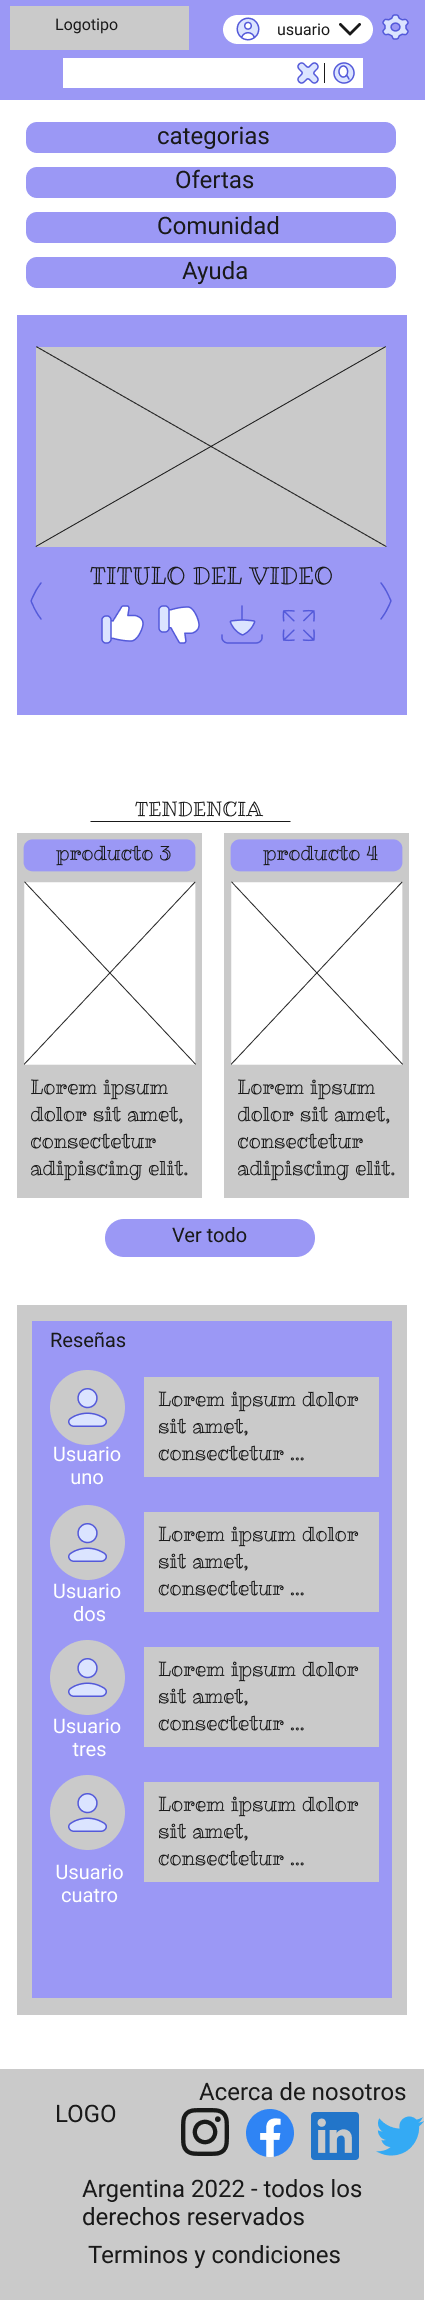 Logotipo
usuario
categorias
Ofertas
Comunidad
Ayuda
TITULO DEL VIDEO
TENDENCIA
producto 3
producto 4
Lorem ipsum
dolor sit amet,
consectetur
adipiscing elit.
Lorem ipsum
dolor sit amet,
consectetur
adipiscing elit.
Ver todo
Reseñas
Usuario
uno
Lorem ipsum dolor
sit amet,
consectetur ...
Usuario
dos
Lorem ipsum dolor
sit amet,
consectetur ...
Usuario
tres
Lorem ipsum dolor
sit amet,
consectetur ...
Usuario
cuatro
Lorem ipsum dolor
sit amet,
consectetur ...
LOGO
Acerca de nosotros
Argentina 2022 - todos los
derechos reservados
Terminos y condiciones